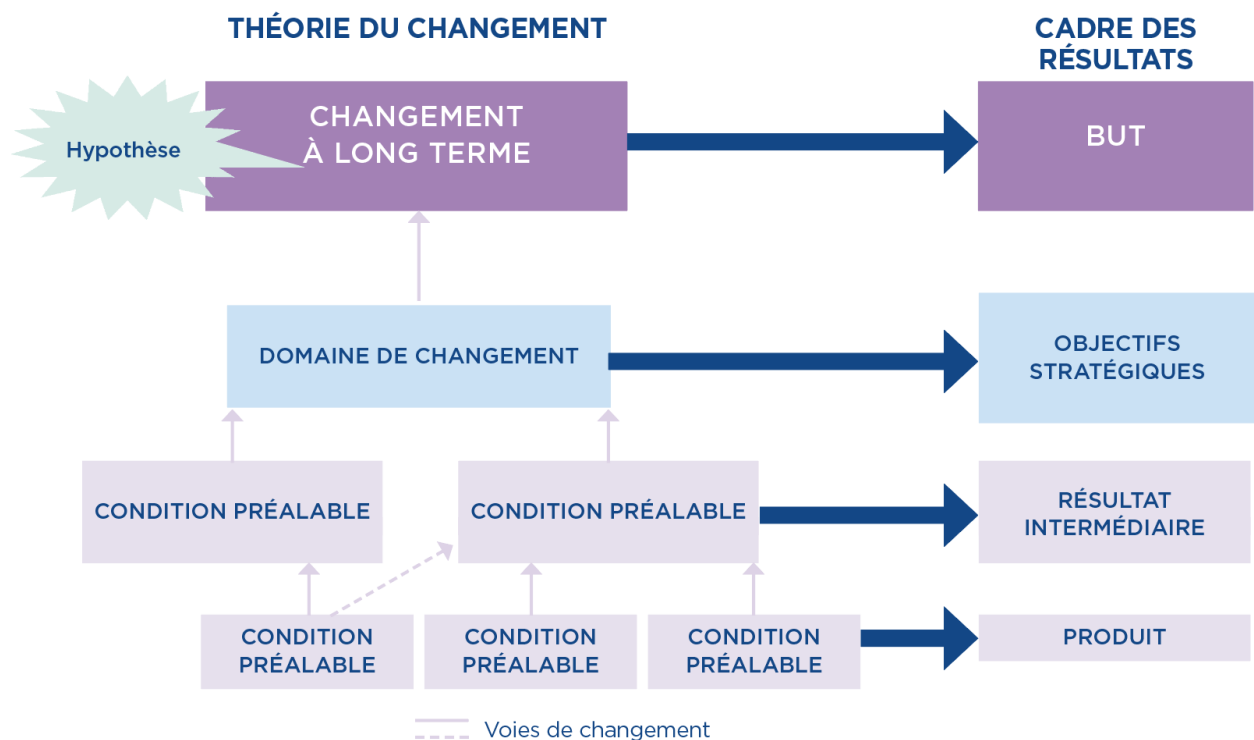 THÉORIE DU CHANGEMENT
CADRE DES
RÉSULTATS
Hypothèse
CHANGEMENT
À LONG TERME
BUT
DOMAINE DE CHANGEMENT
OBJECTIFS
STRATÉGIQUES
CONDITION PRÉALABLE
CONDITION PRÉALABLE
RÉSULTAT
INTERMÉDIAIRE
CONDITION
PRÉALABLE
CONDITION
PRÉALABLE
CONDITION
PRÉALABLE
PRODUIT
Voies de changement